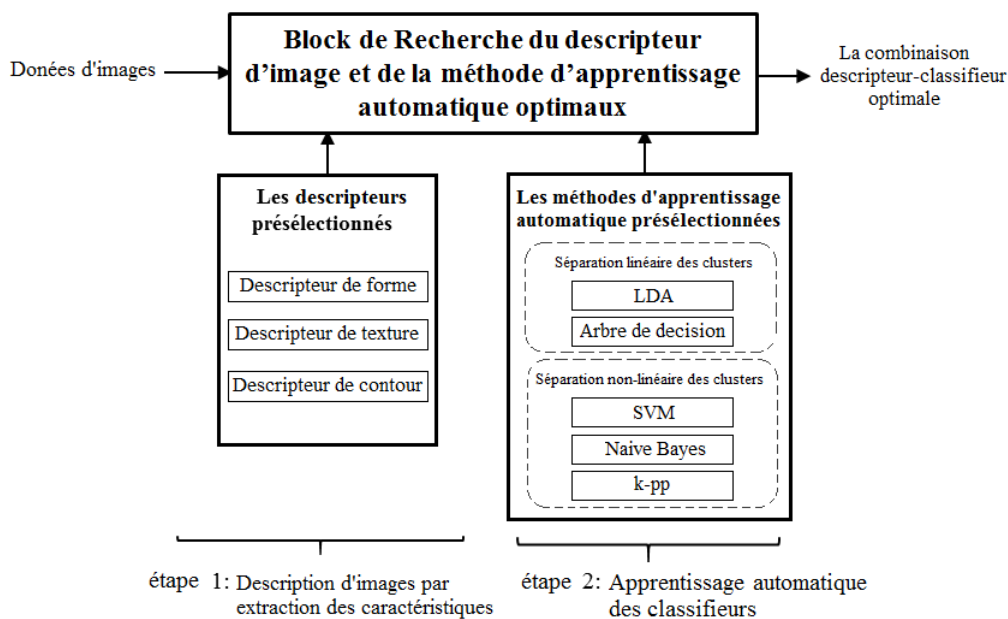 Block de Recherche du descripteur
d'image et de la méthode d'apprentissage
automatique optimaux
Donées d'images
La combinaison
descripteur-classifieur
optimale
Les descripteurs
présélectionnés
Descripteur de forme
Descripteur de texture
Descripteur de contour
Les méthodes d'apprentissage
automatique présélectionnées
Séparation linéaire des clusters
LDA
Arbre de decision
Séparation non-linéaire des clusters
SVM
Naive Bayes
k-pp
étape 1: Description d'images par
extraction des caractéristiques
étape 2: Apprentissage automatique
des classifieurs